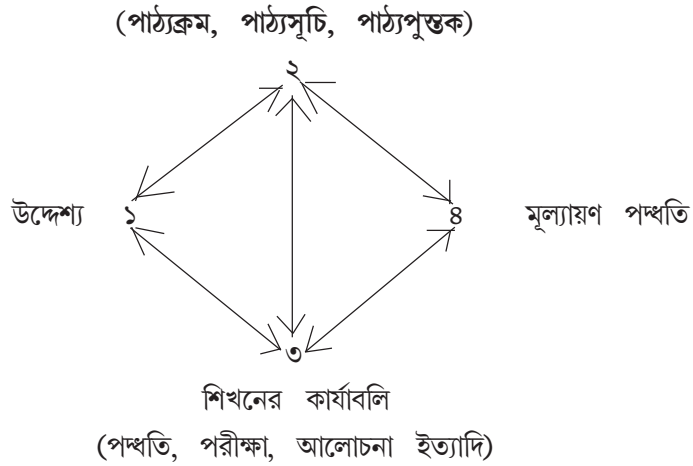 (পাঠ্যক্রম, পাঠ্যসূচি, পাঠ্যপুস্তক)
২
উদ্দেশ্য ১ ৪ মূল্যায়ণ পদ্ধতি
৩
শিখনের কার্যাবলি
(পদ্ধতি, পরীক্ষা, আলোচনা ইত্যাদি)